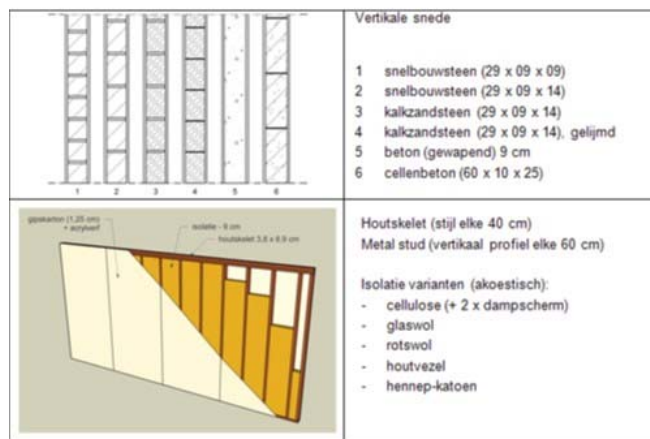 Vertikale snede
1 snelbouwsteen (29 x 09 x 09)
2 snelbouwsteen (29 x 09 x 14)
3 kalkzandsteen (29 x 09 x 14)
4 kalkzandsteen (29 x 09 x 14), gelijmd
5 beton (gewapend) 9 cm
6 cellenbeton (60 x 10 x 25)
1 2 3 4 5 6
gipskarton (1,25 cm)
+ acrylverf
isolatie - 9 cm
houtskelet 3,8 x 8,9 cm
Houtskelet (stijl elke 40 cm)
Metal stud (vertikaal profiel elke 60 cm)
Isolatie varianten (akoestisch):
- cellulose (+ 2 x dampscherm)
- glaswol
- rotswol
- houtvezel
- hennep-katoen